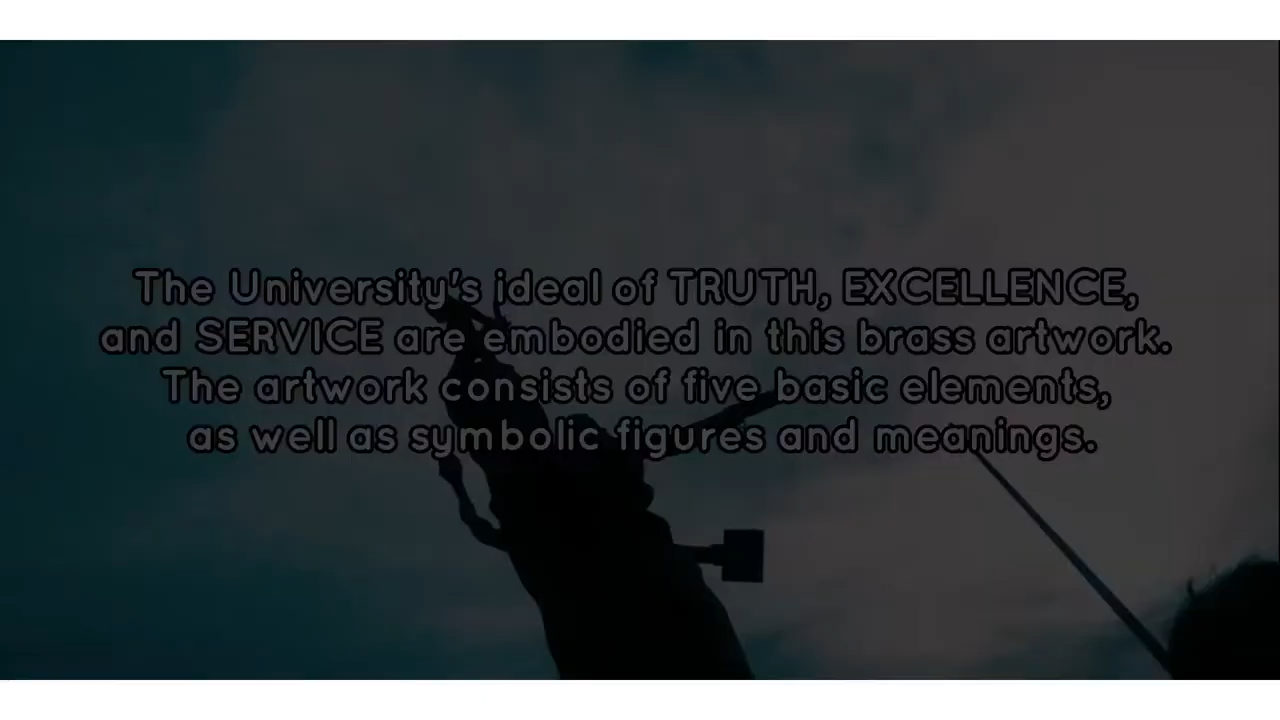 The University's ideal of TRUTH, EXCELLENCE,
and SERVICE are embodied in this brass artwork.
The artwork consists of five basic elements,
as well as symbolic figures and meanings.